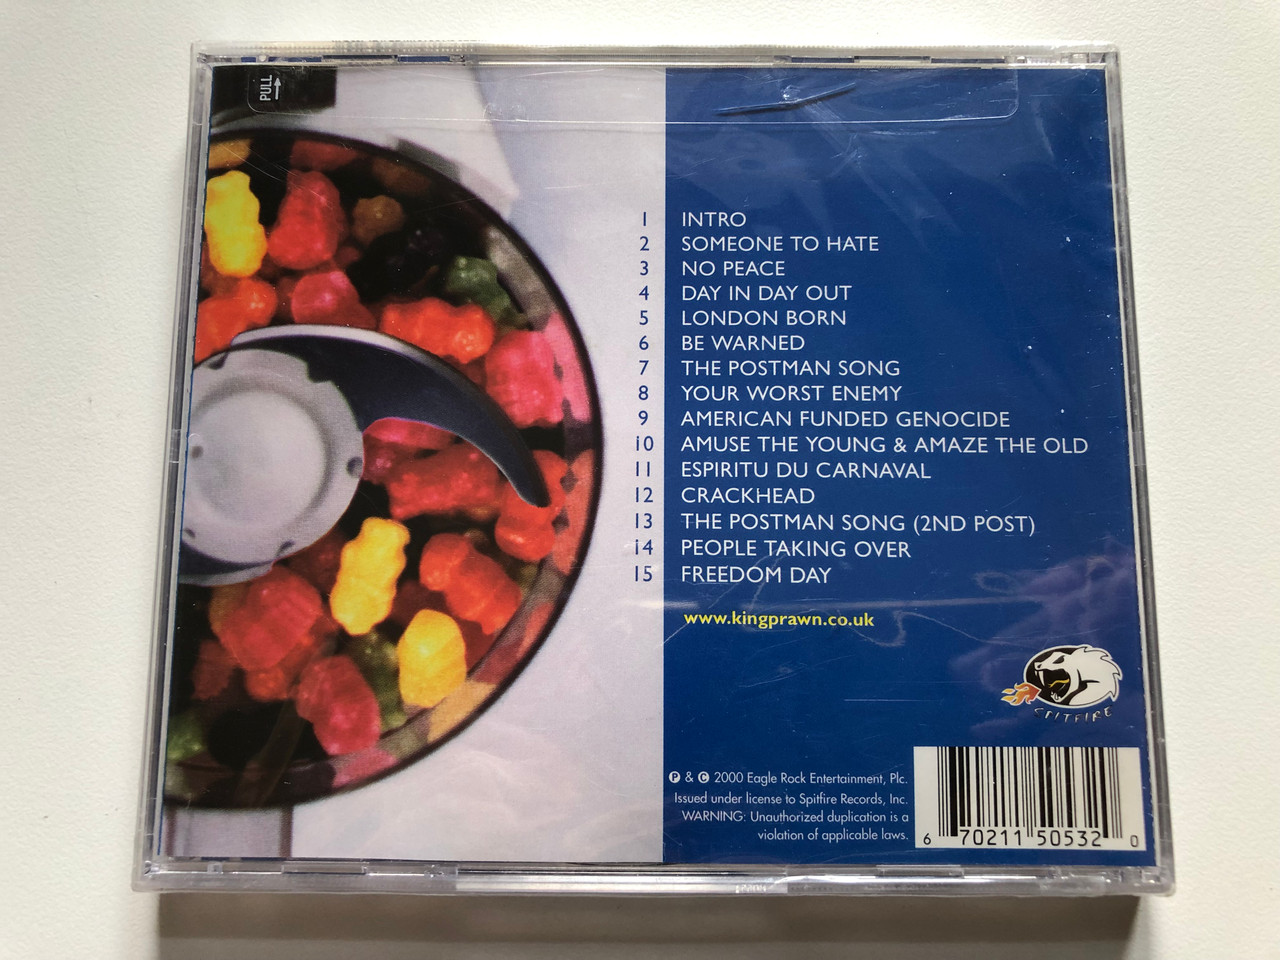 PULL
1 INTRO
2 SOMEONE TO HATE
3 NO PEACE
4 DAY IN DAY OUT
5 LONDON BORN
6 BE WARNED
7 THE POSTMAN SONG
8 YOUR WORST ENEMY
9 AMERICAN FUNDED GENOCIDE
10 AMUSE THE YOUNG & AMAZE THE OLD
11 ESPIRITU DU CARNAVAL
12 CRACKHEAD
13 THE POSTMAN SONG (2ND POST)
14 PEOPLE TAKING OVER
15 FREEDOM DAY
www.kingprawn.co.uk
SPITFIRE
℗ & © 2000 Eagle Rock Entertainment, Plc.
Issued under license to Spitfire Records, Inc.
WARNING: Unauthorized duplication is a
violation of applicable laws.
6 70211 50532 0